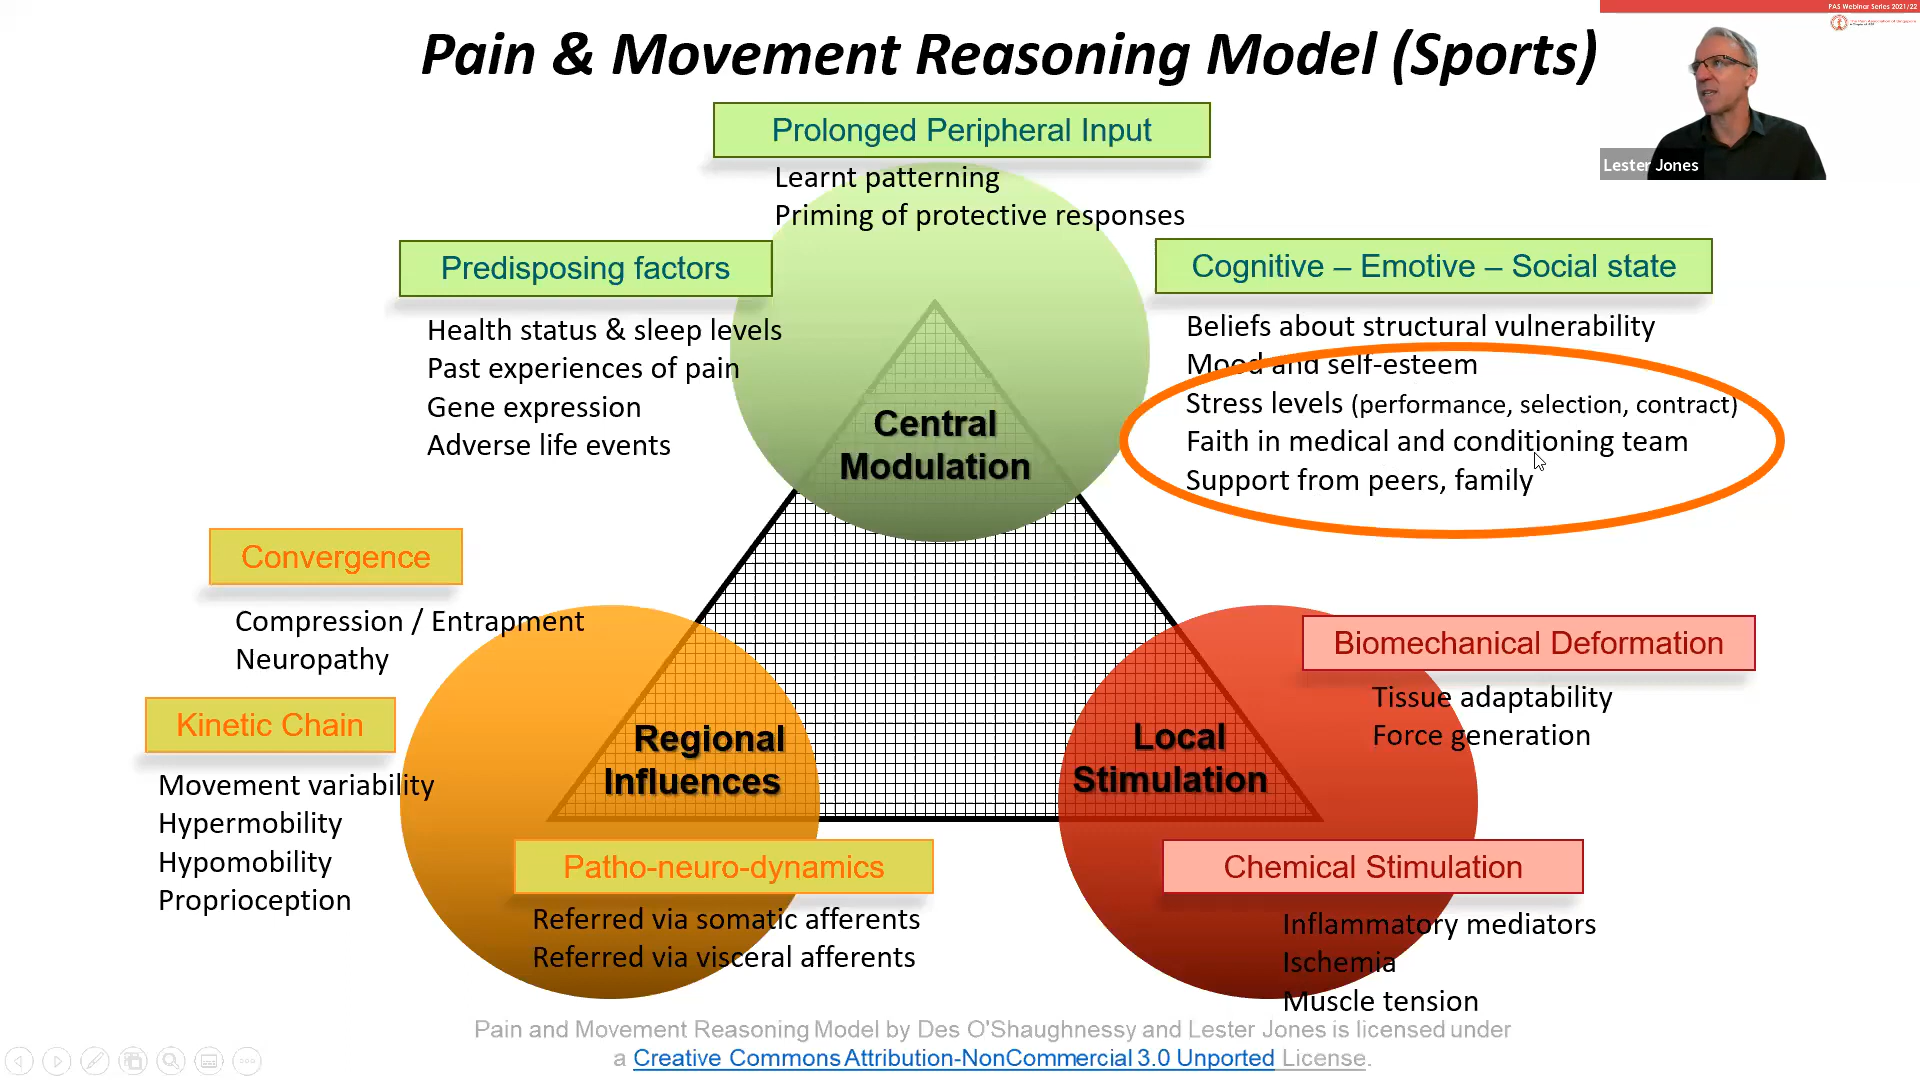 PAS Webinar Series 2021/22
Pain & Movement Reasoning Model (Sports)
Lester Jones
Prolonged Peripheral Input
Learnt patterning
Priming of protective responses
Predisposing factors
Health status & sleep levels
Past experiences of pain
Gene expression
Adverse life events
Cognitive – Emotive – Social state
Beliefs about structural vulnerability
Mood and self-esteem
Stress levels (performance, selection, contract)
Faith in medical and conditioning team
Support from peers, family
Central
Modulation
Convergence
Compression / Entrapment
Neuropathy
Kinetic Chain
Movement variability
Hypermobility
Hypomobility
Proprioception
Regional
Influences
Patho-neuro-dynamics
Referred via somatic afferents
Referred via visceral afferents
Biomechanical Deformation
Tissue adaptability
Force generation
Local
Stimulation
Chemical Stimulation
Inflammatory mediators
Ischemia
Muscle tension
Pain and Movement Reasoning Model by Des O'Shaughnessy and Lester Jones is licensed under
a Creative Commons Attribution-NonCommercial 3.0 Unported License.